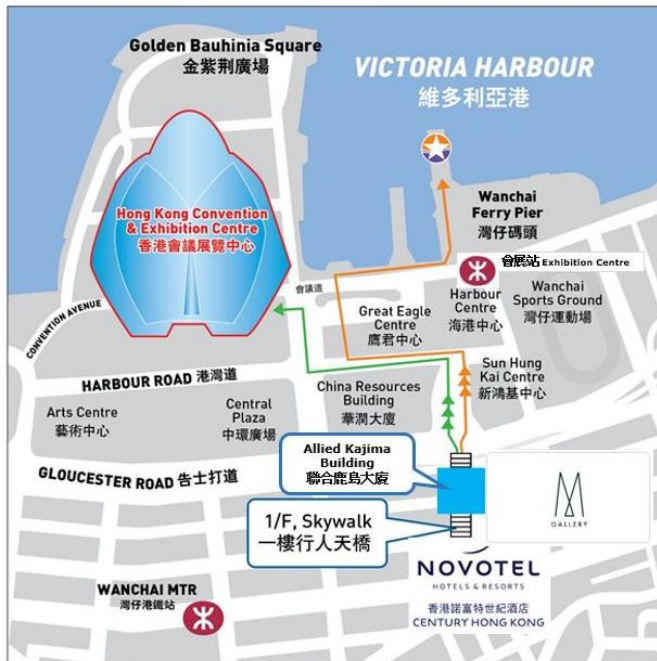 Golden Bauhinia Square
金紫荊廣場
VICTORIA HARBOUR
維多利亞港
Hong Kong Convention
& Exhibition Centre
香港會議展覽中心
Wanchai
Ferry Pier
灣仔碼頭
會展站 Exhibition Centre
會議道
Harbour
Centre
海港中心
Wanchai
Sports Ground
灣仔運動場
Great Eagle
Centre
鷹君中心
CONVENTION AVENUE
HARBOUR ROAD 港灣道
Sun Hung
Kai Centre
新鴻基中心
China Resources
Building
華潤大廈
Arts Centre
藝術中心
Central
Plaza
中環廣場
GLOUCESTER ROAD 告士打道
Allied Kajima
Building
聯合鹿島大廈
GALLERY
1/F, Skywalk
一樓行人天橋
NOVOTEL
HOTELS & RESORTS
香港諾富特世紀酒店
CENTURY HONG KONG
WANCHAI MTR
灣仔港鐵站